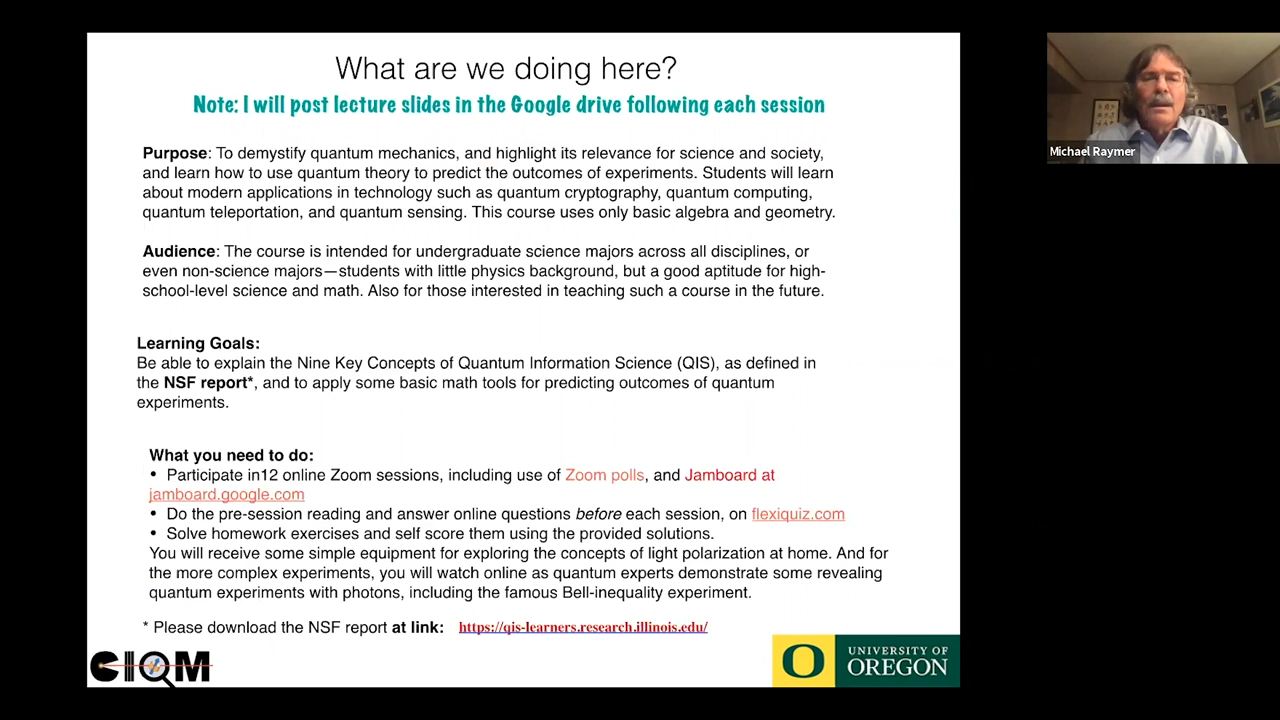 What are we doing here?
Note: I will post lecture slides in the Google drive following each session
Purpose: To demystify quantum mechanics, and highlight its relevance for science and society,
and learn how to use quantum theory to predict the outcomes of experiments. Students will learn
about modern applications in technology such as quantum cryptography, quantum computing,
quantum teleportation, and quantum sensing. This course uses only basic algebra and geometry.
Audience: The course is intended for undergraduate science majors across all disciplines, or
even non-science majors—students with little physics background, but a good aptitude for high-
school-level science and math. Also for those interested in teaching such a course in the future.
Learning Goals:
Be able to explain the Nine Key Concepts of Quantum Information Science (QIS), as defined in
the NSF report*, and to apply some basic math tools for predicting outcomes of quantum
experiments.
What you need to do:
• Participate in12 online Zoom sessions, including use of Zoom polls, and Jamboard at
jamboard.google.com
• Do the pre-session reading and answer online questions before each session, on flexiquiz.com
• Solve homework exercises and self score them using the provided solutions.
You will receive some simple equipment for exploring the concepts of light polarization at home. And for
the more complex experiments, you will watch online as quantum experts demonstrate some revealing
quantum experiments with photons, including the famous Bell-inequality experiment.
* Please download the NSF report at link: https://qis-learners.research.illinois.edu/
CIQM
O
UNIVERSITY OF
OREGON
Michael Raymer